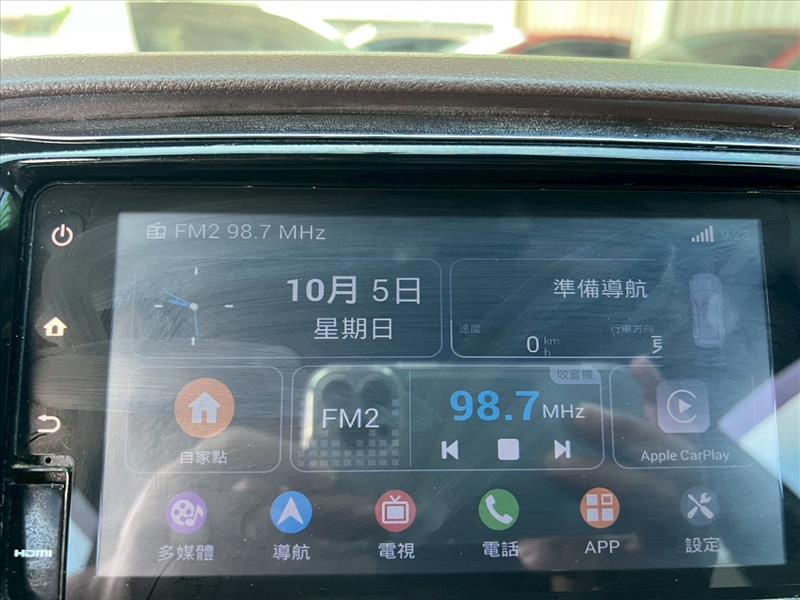 FM2 98.7 MHz
9:28
10月 5日
星期日
準備導航
速度
行車方向
0 km/h
收音機
FM2
98.7 MHz
自家點
Apple CarPlay
多媒體
導航
電視
電話
APP
設定
HDMI